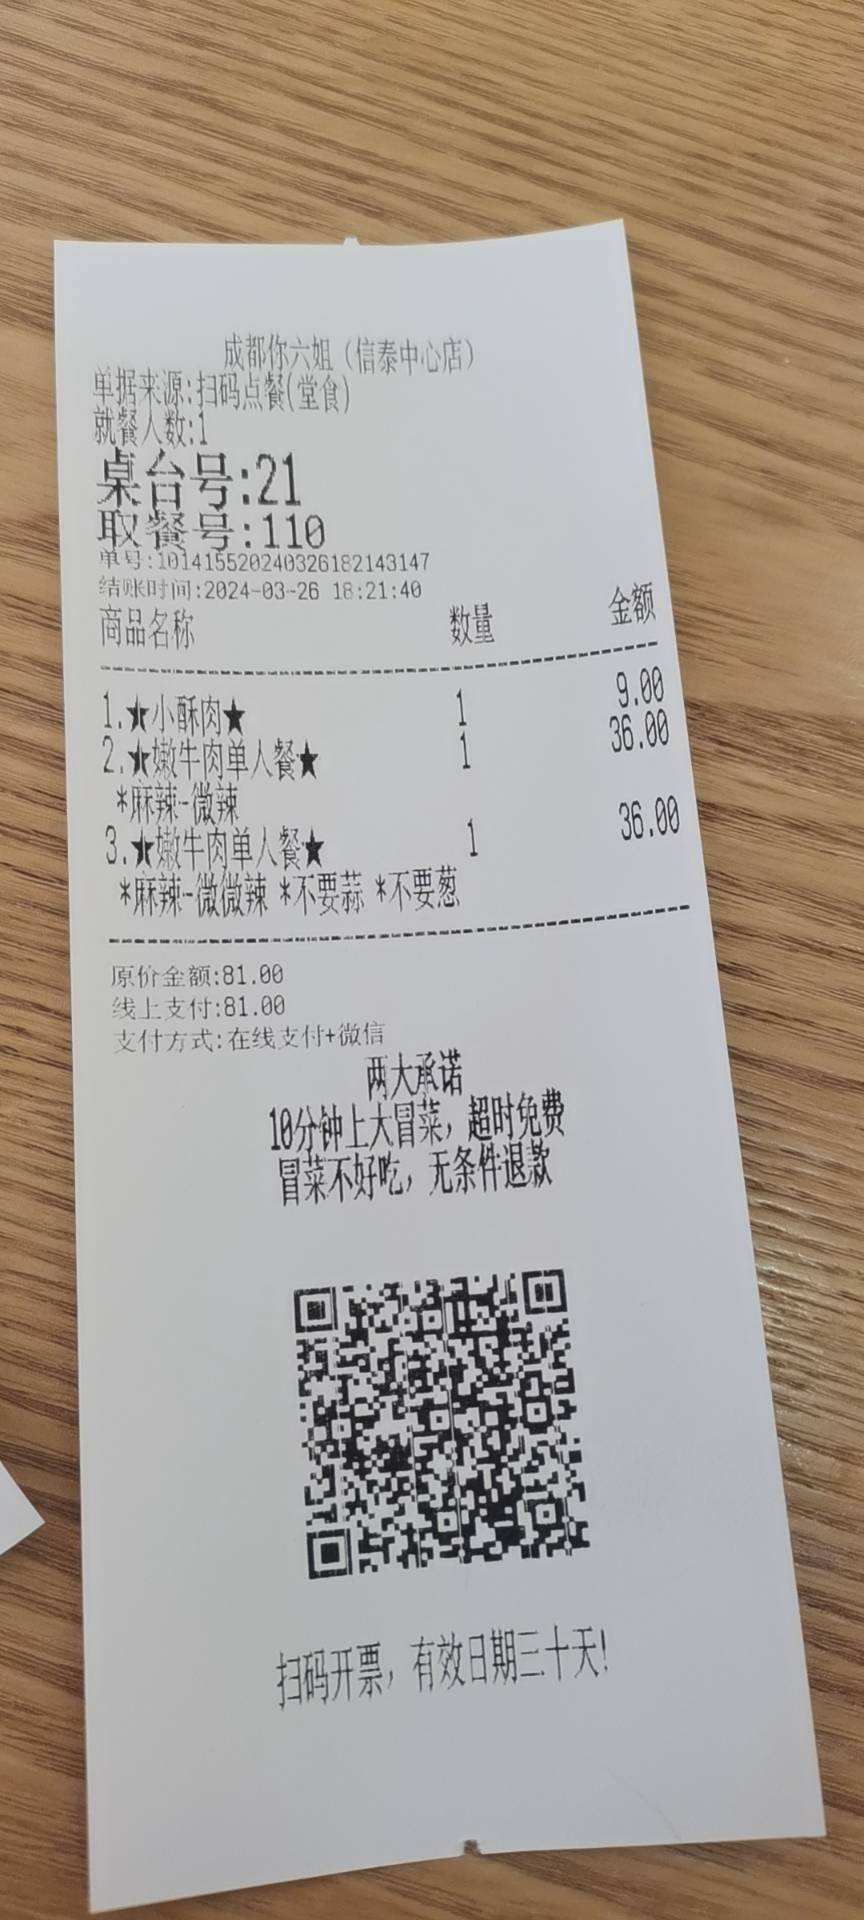 成都你六姐（信泰中心店）
单据来源:扫码点餐(堂食)
就餐人数:1
桌台号:21
取餐号:110
单号:10141552024032618214314​7
结账时间:2024-03-26 18:21:40
商品名称 数量 金额
1.★小酥肉★ 1 9.00
2.★嫩牛肉单人餐★ 1 36.00
*麻辣-微辣
3.★嫩牛肉单人餐★ 1 36.00
*麻辣-微微辣 *不要蒜 *不要葱
原价金额:81.00
线上支付:81.00
支付方式:在线支付+微信
两大承诺
10分钟上大冒菜，超时免费
冒菜不好吃，无条件退款
扫码开票，有效日期三十天!